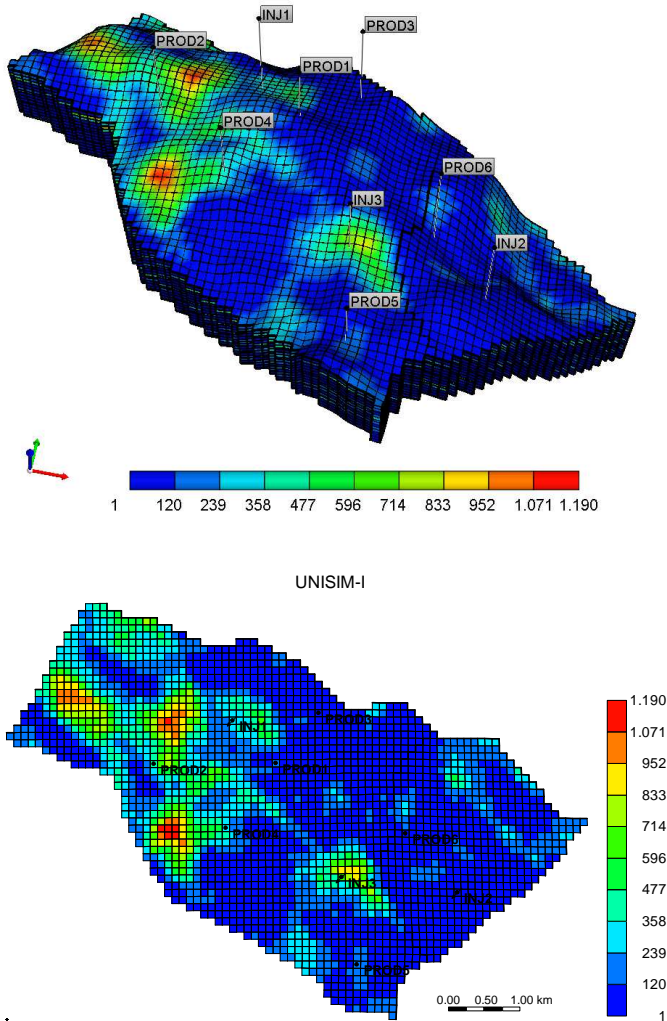 INJ1
PROD3
PROD2
PROD1
PROD4
PROD6
INJ3
INJ2
PROD5
1 120 239 358 477 596 714 833 952 1.071 1.190
UNISIM-I
1.190
1.071
952
833
714
596
477
358
239
120
1
PROD3
INJ1
PROD2
PROD1
PROD4
PROD6
INJ3
INJ2
PROD5
0.00 0.50 1.00 km